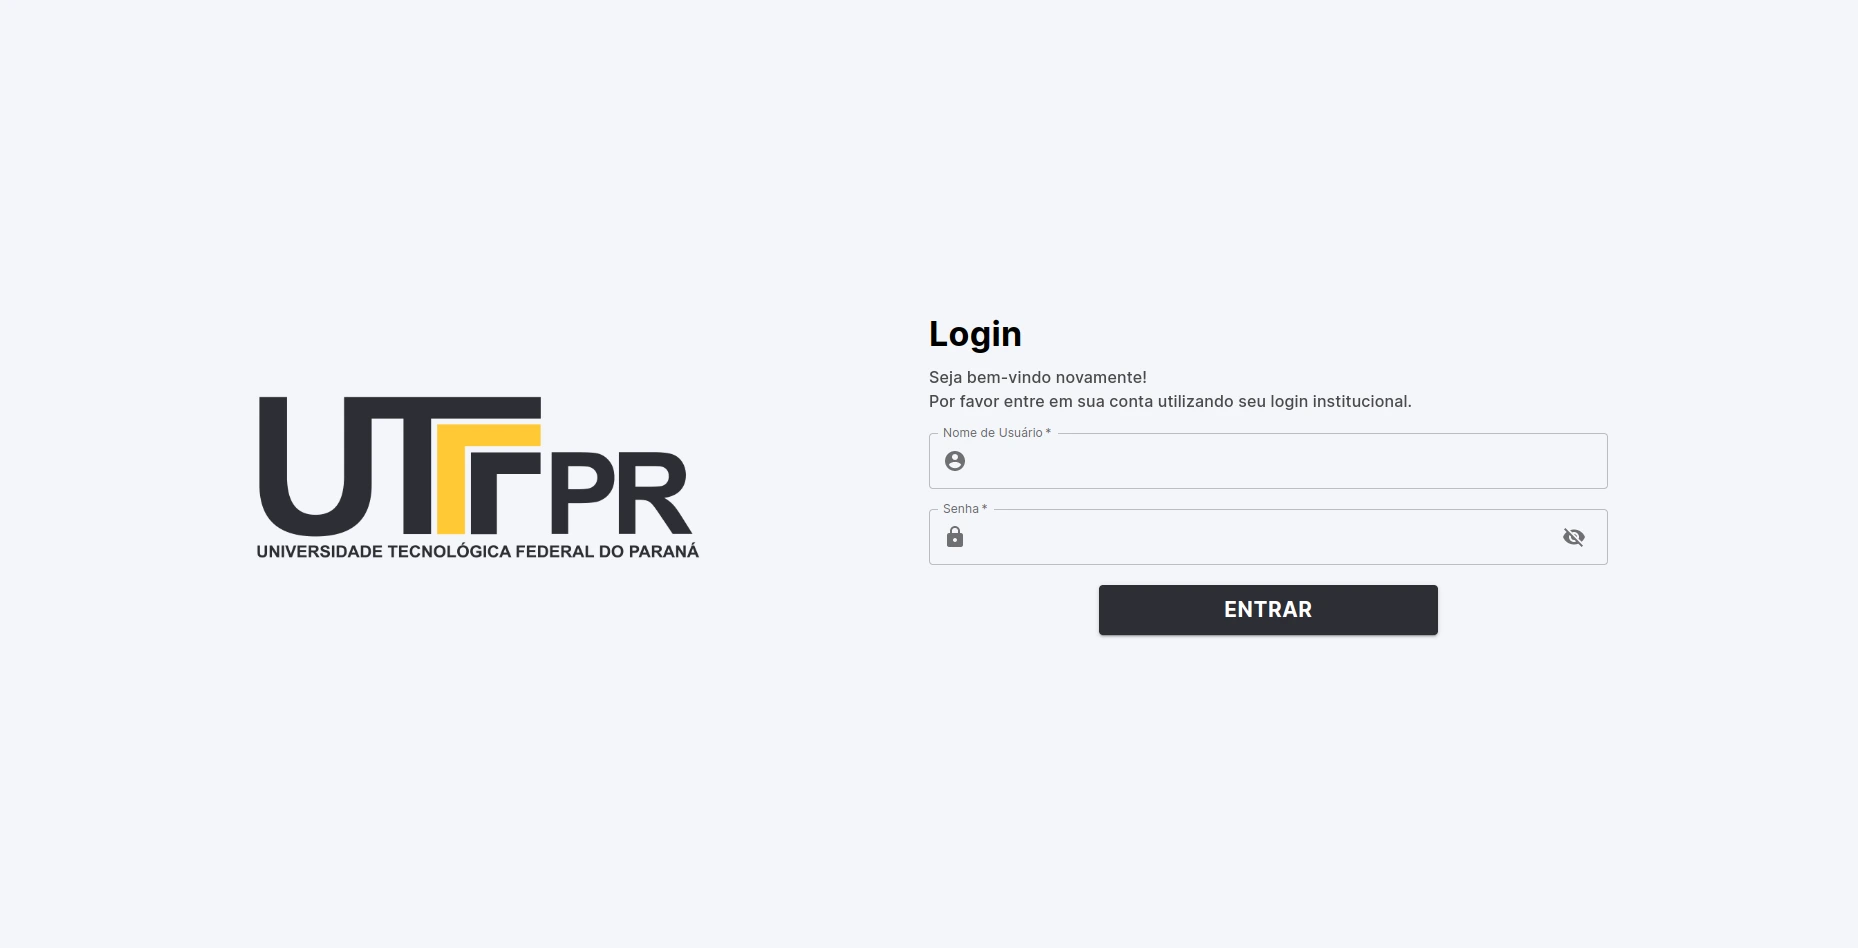 UTFPR
UNIVERSIDADE TECNOLÓGICA FEDERAL DO PARANÁ
Login
Seja bem-vindo novamente!
Por favor entre em sua conta utilizando seu login institucional.
Nome de Usuário *
Senha *
ENTRAR